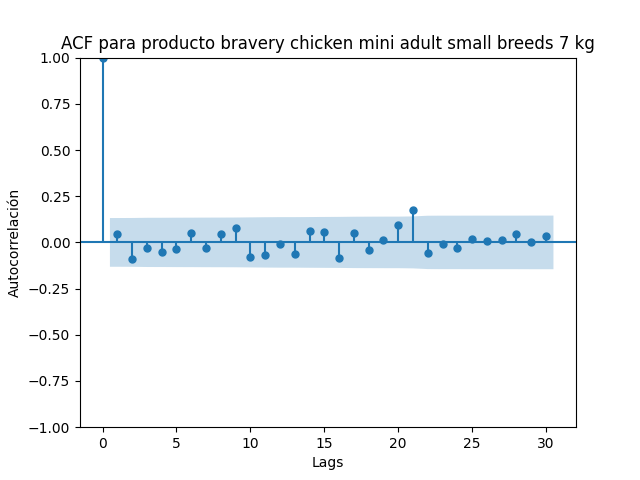 ACF para producto bravery chicken mini adult small breeds 7 kg
1.00
0.75
0.50
0.25
0.00
−0.25
−0.50
−0.75
−1.00
Autocorrelación
0 5 10 15 20 25 30
Lags